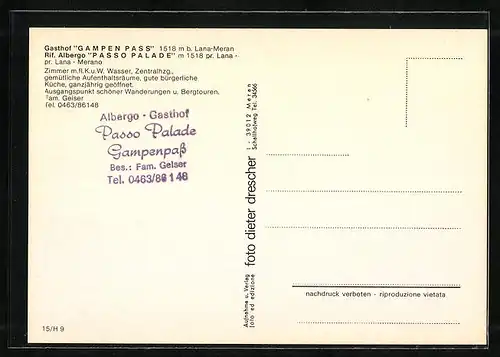 Gasthof "GAMPEN PASS" 1518 m b. Lana-Meran
Rif. Albergo "PASSO PALADE" m 1518 pr. Lana -
pr. Lana - Merano
Zimmer m.fl.K.u.W. Wasser, Zentralhzg.,
gemütliche Aufenthaltsräume, gute bürgerliche
Küche, ganzjährig geöffnet.
Ausgangspunkt schöner Wanderungen u. Bergtouren.
Fam. Geiser
Tel. 0463/86148
Albergo - Gasthof
Passo Palade
Gampenpaß
Bes.: Fam. Geiser
Tel. 0463/86148
Aufnahme u. Verlag
foto ed edizione
foto dieter drescher
I - 39012 Meran
Schallhofweg Tel. 34566
nachdruck verboten - riproduzione vietata
15/H 9